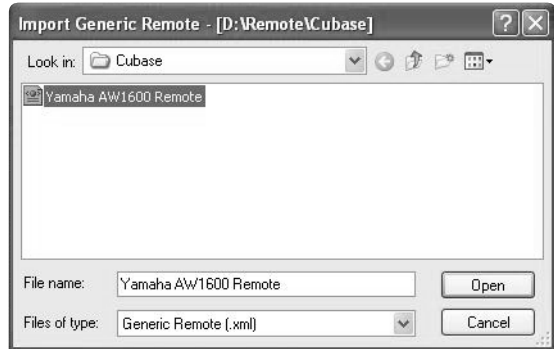 Import Generic Remote - [D:\Remote\Cubase]
Look in: Cubase
Yamaha AW1600 Remote
File name: Yamaha AW1600 Remote Open
Files of type: Generic Remote (.xml) Cancel